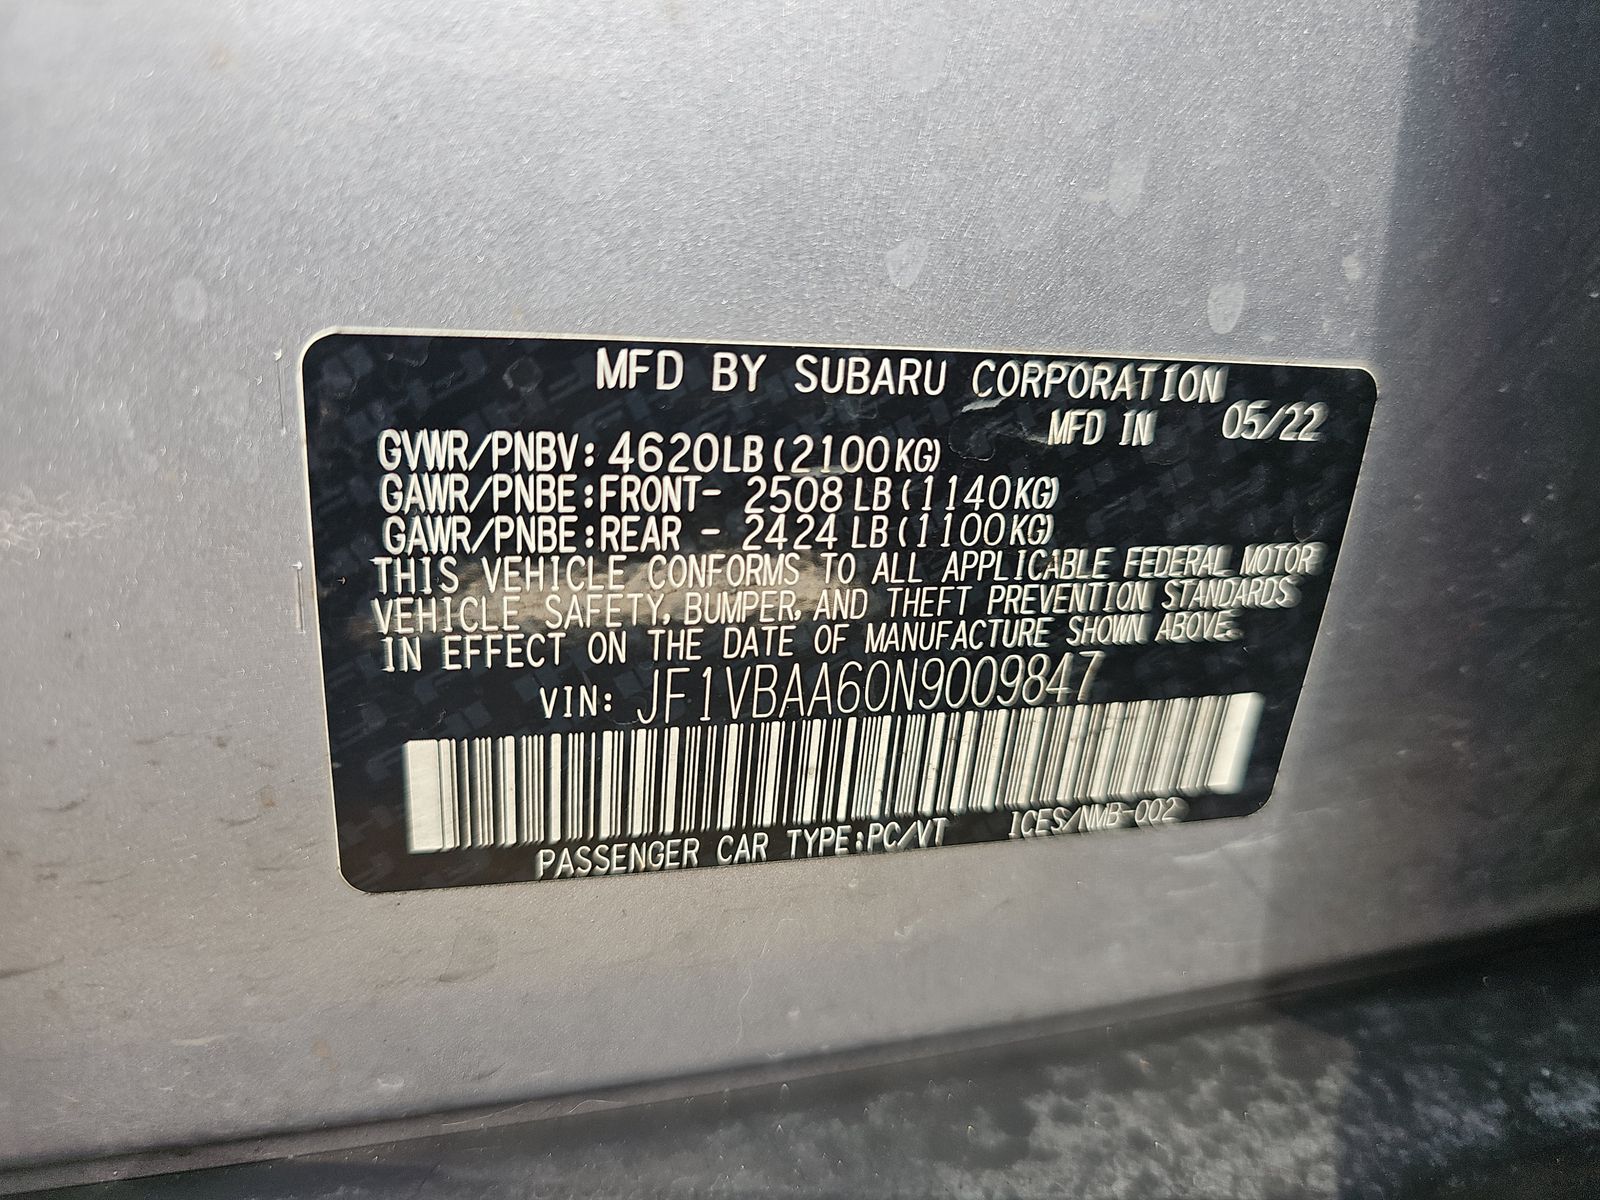 MFD BY SUBARU CORPORATION
MFD IN 05/22
GVWR/PNBV: 4620LB (2100KG)
GAWR/PNBE: FRONT- 2508 LB (1140KG)
GAWR/PNBE: REAR - 2424 LB (1100KG)
THIS VEHICLE CONFORMS TO ALL APPLICABLE FEDERAL MOTOR
VEHICLE SAFETY, BUMPER, AND THEFT PREVENTION STANDARDS
IN EFFECT ON THE DATE OF MANUFACTURE SHOWN ABOVE.
VIN: JF1VBAA60N9009847
PASSENGER CAR TYPE:PC/VT ICES/NMB-002